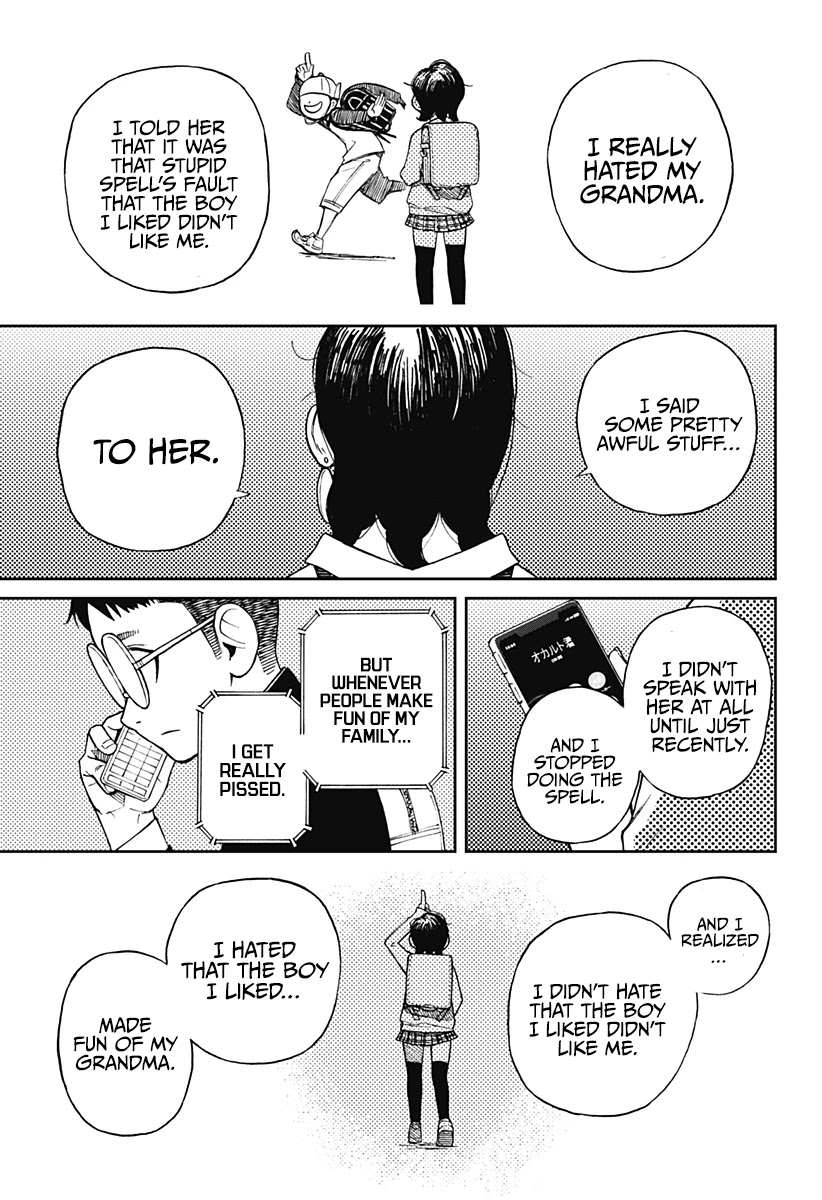 I REALLY
HATED MY
GRANDMA.
I TOLD HER
THAT IT WAS
THAT STUPID
SPELL'S FAULT
THAT THE BOY
I LIKED DIDN'T
LIKE ME.
I SAID
SOME PRETTY
AWFUL STUFF...
TO HER.
オカルト
I DIDN'T
SPEAK WITH
HER AT ALL
UNTIL JUST
RECENTLY.
AND I
STOPPED
DOING THE
SPELL.
BUT
WHENEVER
PEOPLE MAKE
FUN OF MY
FAMILY...
I GET
REALLY
PISSED.
AND I
REALIZED
...
I DIDN'T HATE
THAT THE BOY
I LIKED DIDN'T
LIKE ME.
I HATED
THAT THE BOY
I LIKED...
MADE
FUN OF MY
GRANDMA.